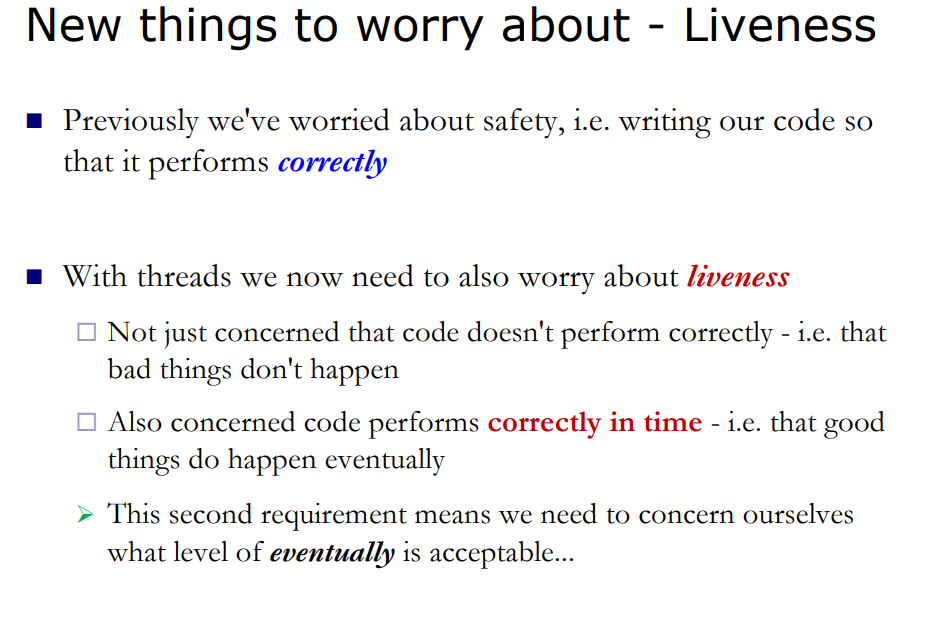 New things to worry about - Liveness
Previously we've worried about safety, i.e. writing our code so
that it performs correctly
With threads we now need to also worry about liveness
Not just concerned that code doesn't perform correctly - i.e. that
bad things don't happen
Also concerned code performs correctly in time - i.e. that good
things do happen eventually
This second requirement means we need to concern ourselves
what level of eventually is acceptable...